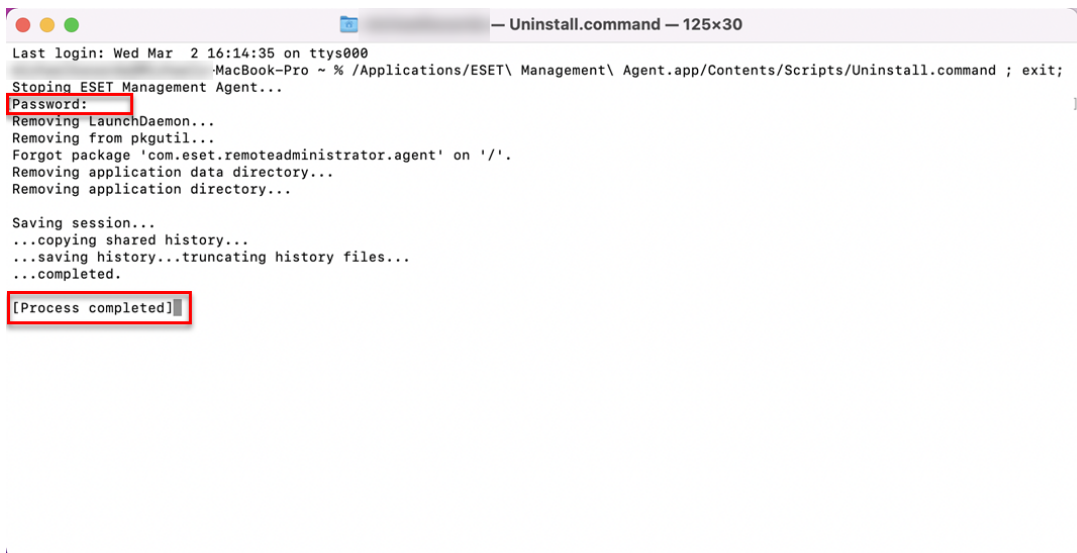 — Uninstall.command — 125×30
Last login: Wed Mar  2 16:14:35 on ttys000
-MacBook-Pro ~ % /Applications/ESET\ Management\ Agent.app/Contents/Scripts/Uninstall.command ; exit;
Stoping ESET Management Agent...
Password:
Removing LaunchDaemon...
Removing from pkgutil...
Forgot package 'com.eset.remoteadministrator.agent' on '/'.
Removing application data directory...
Removing application directory...
Saving session...
...copying shared history...
...saving history...truncating history files...
...completed.
[Process completed]